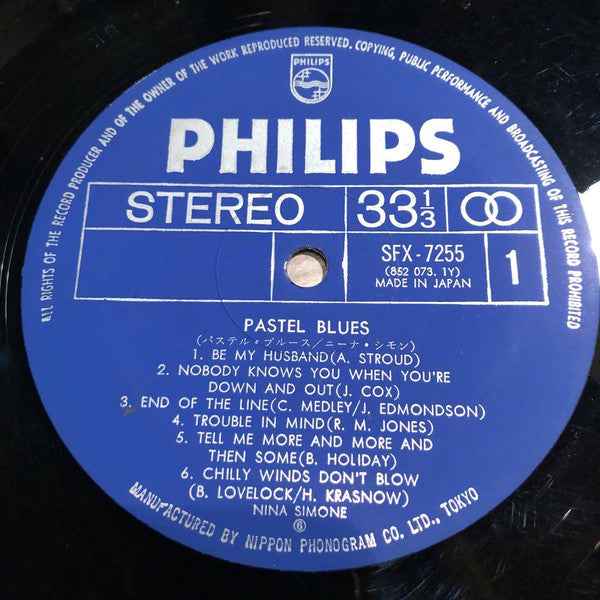 ALL RIGHTS OF THE RECORD PRODUCER AND OF THE OWNER OF THE WORK REPRODUCED RESERVED. COPYING, PUBLIC PERFORMANCE AND BROADCASTING OF THIS RECORD PROHIBITED
PHILIPS
PHILIPS
STEREO 33 1/3
SFX-7255
(852 073. 1Y)
MADE IN JAPAN
1
PASTEL BLUES
(パステル・ブルース/ニーナ・シモン)
1. BE MY HUSBAND(A. STROUD)
2. NOBODY KNOWS YOU WHEN YOU'RE
DOWN AND OUT(J. COX)
3. END OF THE LINE(C. MEDLEY/J. EDMONDSON)
4. TROUBLE IN MIND(R. M. JONES)
5. TELL ME MORE AND MORE AND
THEN SOME(B. HOLIDAY)
6. CHILLY WINDS DON'T BLOW
(B. LOVELOCK/H. KRASNOW)
NINA SIMONE
⑥
MANUFACTURED BY NIPPON PHONOGRAM CO. LTD., TOKYO